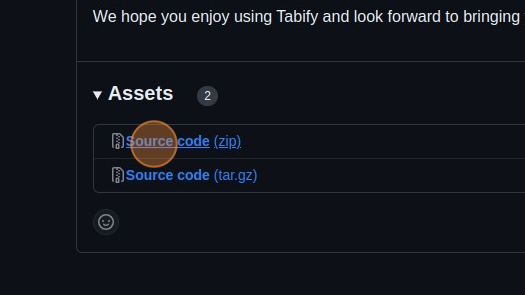 We hope you enjoy using Tabify and look forward to bringing
Assets 2
Source code (zip)
Source code (tar.gz)